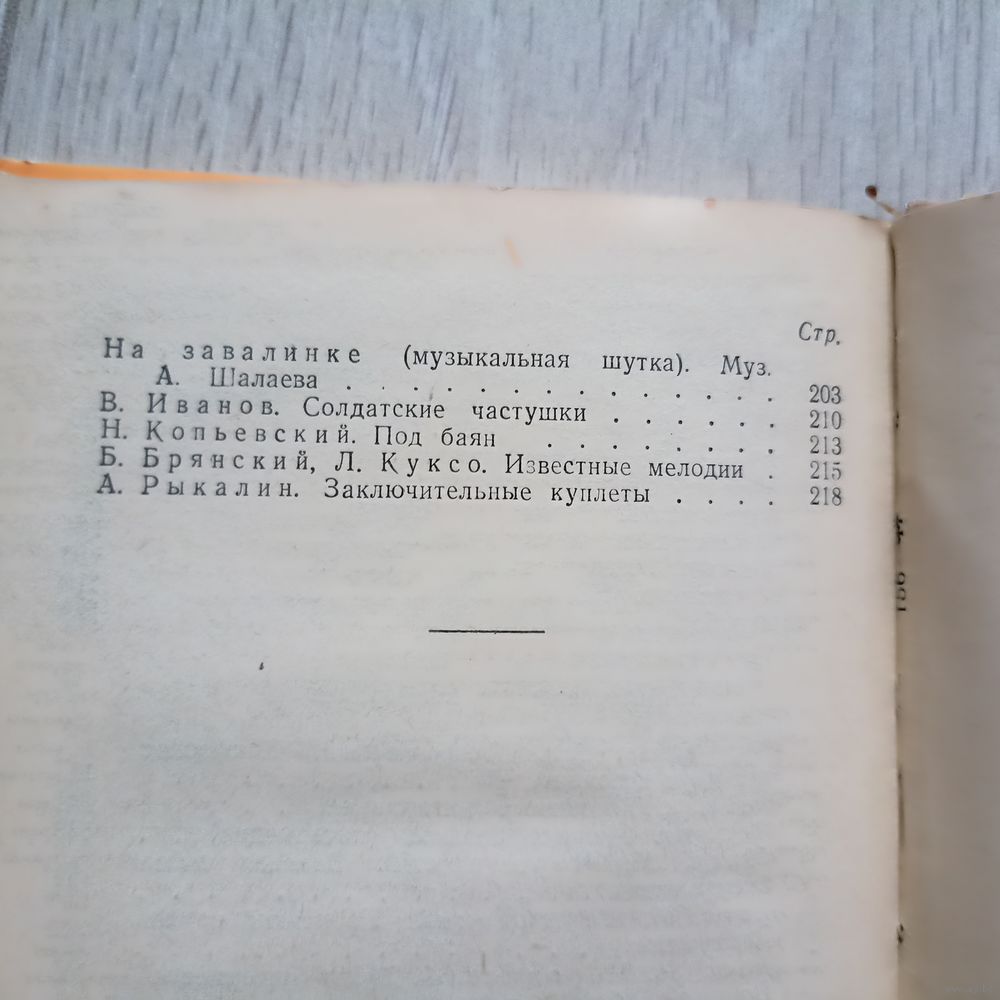 Стр.
На завалинке (музыкальная шутка). Муз.
А. Шалаева . . . . . . . . . . . . . 203
В. Иванов. Солдатские частушки . . . . . . 210
Н. Копьевский. Под баян . . . . . . . . 213
Б. Брянский, Л. Куксо. Известные мелодии . 215
А. Рыкалин. Заключительные куплеты . . . . 218